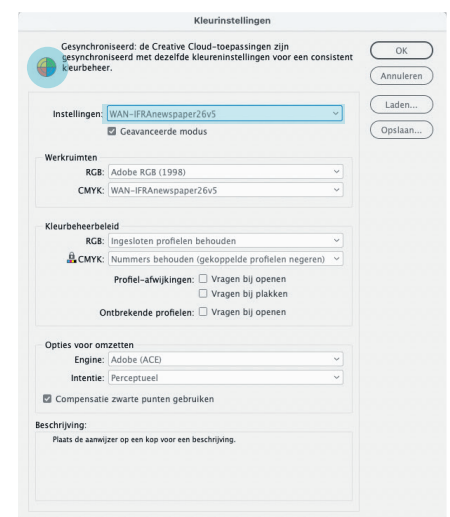 Kleurinstellingen
Gesynchroniseerd: de Creative Cloud-toepassingen zijn
gesynchroniseerd met dezelfde kleureninstellingen voor een consistent
kleurbeheer.
OK
Annuleren
Laden...
Opslaan...
Instellingen: WAN-IFRAnewspaper26v5
Geavanceerde modus
Werkruimten
RGB: Adobe RGB (1998)
CMYK: WAN-IFRAnewspaper26v5
Kleurbeheerbeleid
RGB: Ingesloten profielen behouden
CMYK: Nummers behouden (gekoppelde profielen negeren)
Profiel-afwijkingen: Vragen bij openen
Vragen bij plakken
Ontbrekende profielen: Vragen bij openen
Opties voor omzetten
Engine: Adobe (ACE)
Intentie: Perceptueel
Compensatie zwarte punten gebruiken
Beschrijving:
Plaats de aanwijzer op een kop voor een beschrijving.